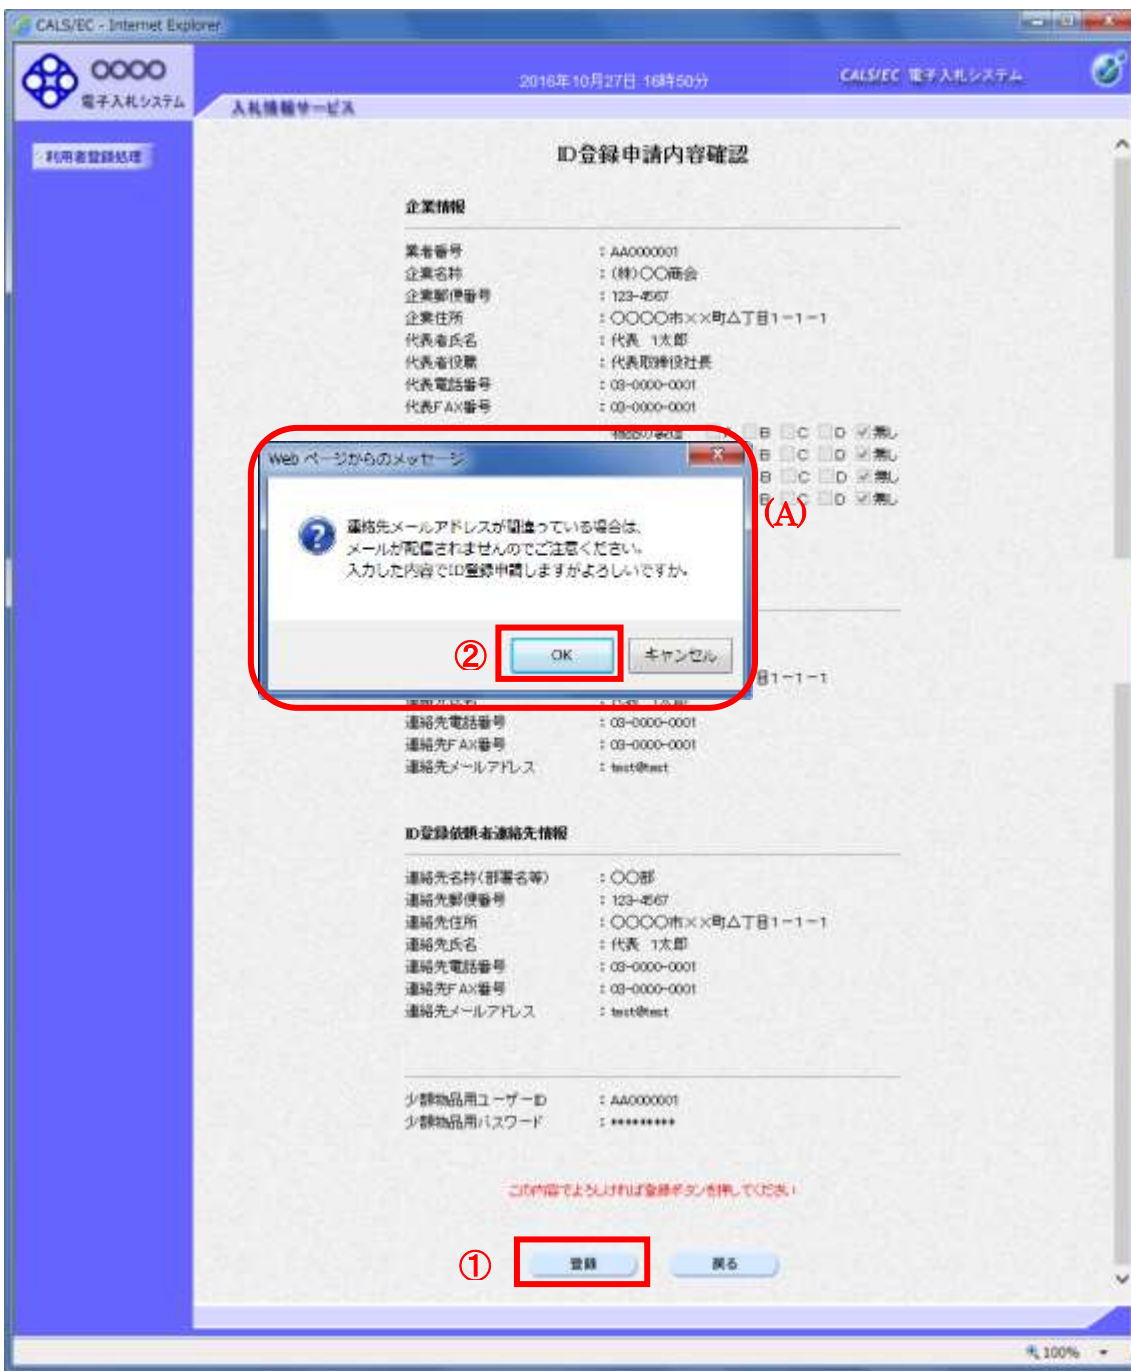 CALS/EC - Internet Explorer
○○○○
電子入札システム
2016年10月27日 16時50分
CALS/EC 電子入札システム
入札情報サービス
利用者登録処理
ID登録申請内容確認
企業情報
業者番号 : AA0000001
企業名称 : (株)○○商会
企業郵便番号 : 123-4567
企業住所 : ○○○○市××町△丁目1-1-1
代表者氏名 : 代表 1太郎
代表者役職 : 代表取締役社長
代表電話番号 : 03-0000-0001
代表FAX番号 : 03-0000-0001
A B C D 無し
B C D 無し
B C D 無し
B C D 無し
(A)
Web ページからのメッセージ
連絡先メールアドレスが間違っている場合は、
メールが配信されませんのでご注意ください。
入力した内容でID登録申請しますがよろしいですか。
② OK キャンセル
目1-1-1
連絡先電話番号 : 03-0000-0001
連絡先FAX番号 : 03-0000-0001
連絡先メールアドレス : test@test
ID登録依頼者連絡先情報
連絡先名称(部署名等) : ○○部
連絡先郵便番号 : 123-4567
連絡先住所 : ○○○○市××町△丁目1-1-1
連絡先氏名 : 代表 1太郎
連絡先電話番号 : 03-0000-0001
連絡先FAX番号 : 03-0000-0001
連絡先メールアドレス : test@test
少額物品用ユーザーID : AA0000001
少額物品用パスワード : *********
この内容でよろしければ登録ボタンを押してください
① 登録 戻る
100%